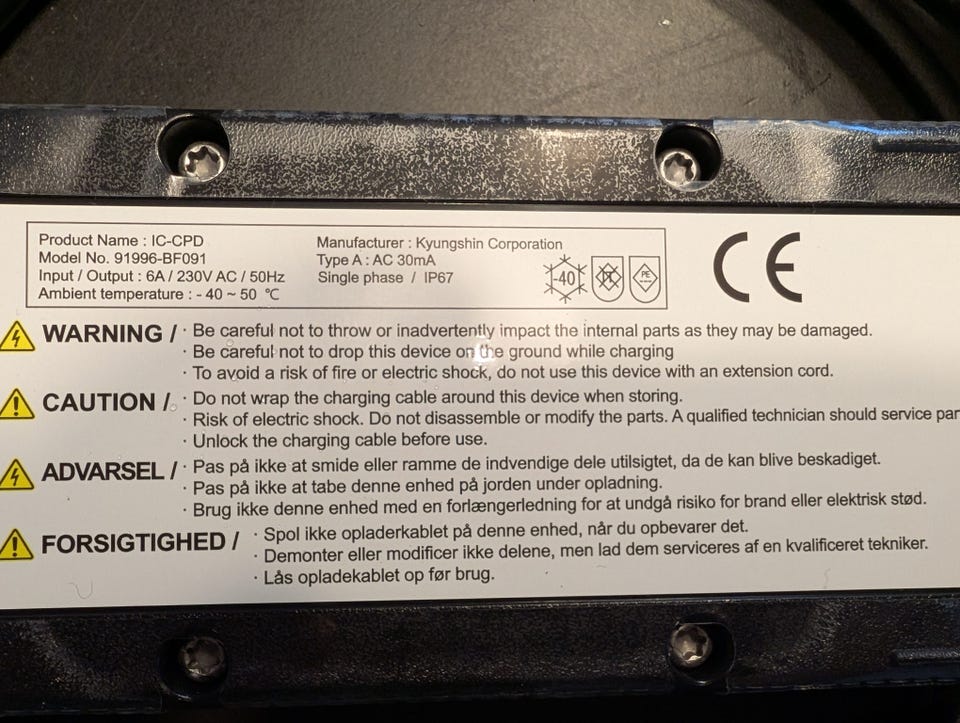 Product Name : IC-CPD
Model No. 91996-BF091
Input / Output : 6A / 230V AC / 50Hz
Ambient temperature : - 40 ~ 50 ℃
Manufacturer : Kyungshin Corporation
Type A : AC 30mA
Single phase / IP67
-40
PE
CE
WARNING / · Be careful not to throw or inadvertently impact the internal parts as they may be damaged.
· Be careful not to drop this device on the ground while charging
· To avoid a risk of fire or electric shock, do not use this device with an extension cord.
CAUTION / · Do not wrap the charging cable around this device when storing.
· Risk of electric shock. Do not disassemble or modify the parts. A qualified technician should service par
· Unlock the charging cable before use.
ADVARSEL / · Pas på ikke at smide eller ramme de indvendige dele utilsigtet, da de kan blive beskadiget.
· Pas på ikke at tabe denne enhed på jorden under opladning.
· Brug ikke denne enhed med en forlængerledning for at undgå risiko for brand eller elektrisk stød.
FORSIGTIGHED / · Spol ikke opladerkablet på denne enhed, når du opbevarer det.
· Demonter eller modificer ikke delene, men lad dem serviceres af en kvalificeret tekniker.
· Lås opladekablet op før brug.